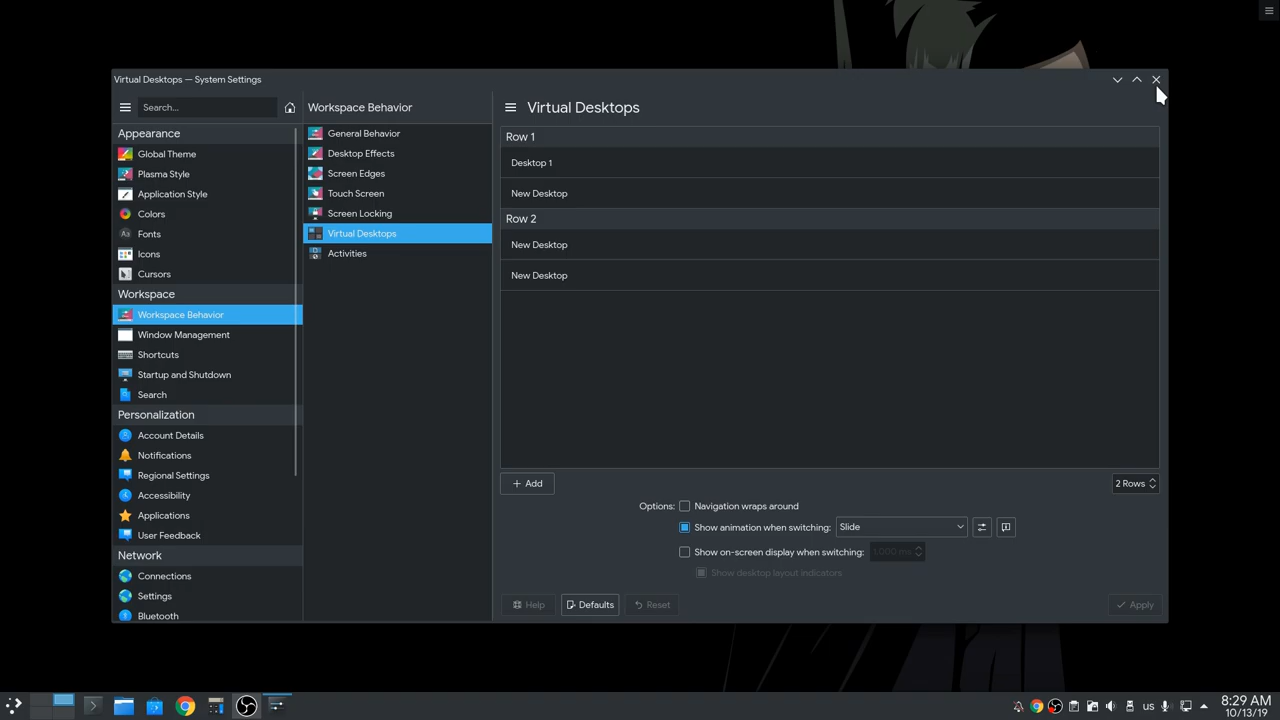 Virtual Desktops — System Settings
Search...
Workspace Behavior
Virtual Desktops
Appearance
Global Theme
Plasma Style
Application Style
Colors
Fonts
Icons
Cursors
Workspace
Workspace Behavior
Window Management
Shortcuts
Startup and Shutdown
Search
Personalization
Account Details
Notifications
Regional Settings
Accessibility
Applications
User Feedback
Network
Connections
Settings
Bluetooth
General Behavior
Desktop Effects
Screen Edges
Touch Screen
Screen Locking
Virtual Desktops
Activities
Row 1
Desktop 1
New Desktop
Row 2
New Desktop
New Desktop
Add
2 Rows
Options: Navigation wraps around
Show animation when switching: Slide
Show on-screen display when switching: 1,000 ms
Show desktop layout indicators
Help
Defaults
Reset
Apply
us
8:29 AM
10/13/19